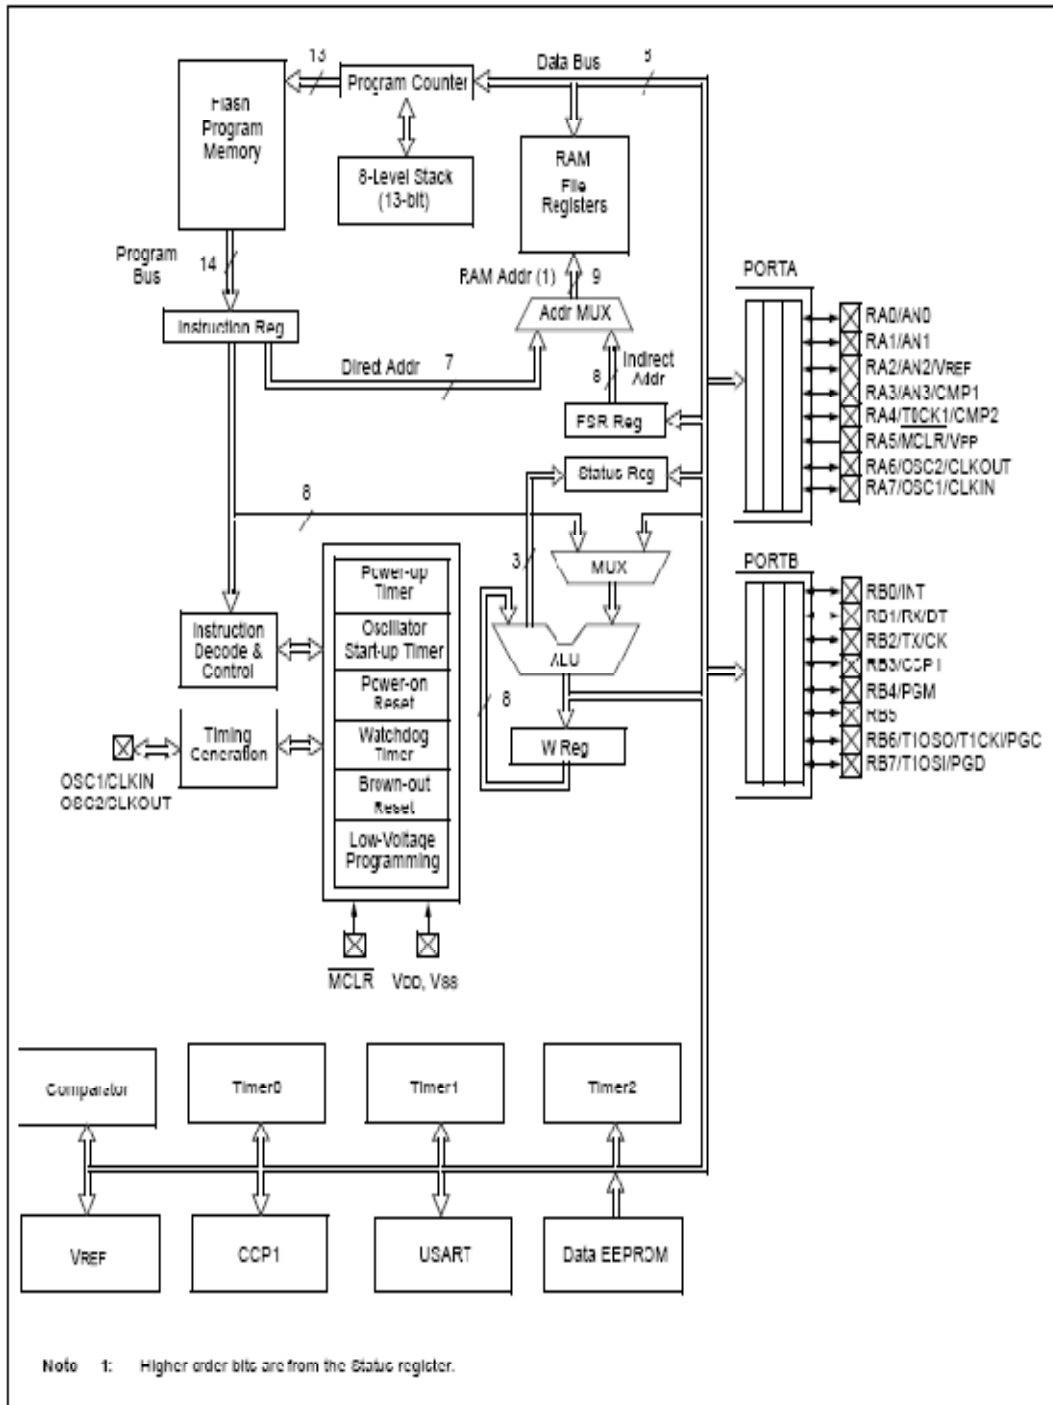 13
Data Bus
8
Program Counter
Flash
Program
Memory
RAM
File
Registers
8-Level Stack
(13-bit)
Program
Bus
14
RAM Addr (1)
9
PORTA
Addr MUX
Instruction Reg
Direct Addr
7
Indirect
Addr
8
FSR Reg
RA0/AN0
RA1/AN1
RA2/AN2/VREF
RA3/AN3/CMP1
RA4/T0CK1/CMP2
RA5/MCLR/VPP
RA6/OSC2/CLKOUT
RA7/OSC1/CLKIN
Status Reg
8
3
MUX
PORTB
Power-up
Timer
Oscillator
Start-up Timer
Power-on
Reset
Watchdog
Timer
Brown-out
Reset
Low-Voltage
Programming
Instruction
Decode &
Control
ALU
8
RB0/INT
RB1/RX/DT
RB2/TX/CK
RB3/CCP1
RB4/PGM
RB5
RB6/T1OSO/T1CKI/PGC
RB7/T1OSI/PGD
Timing
Generation
W Reg
OSC1/CLKIN
OSC2/CLKOUT
MCLR
VDD, VSS
Comparator
Timer0
Timer1
Timer2
VREF
CCP1
USART
Data EEPROM
Note 1: Higher order bits are from the Status register.